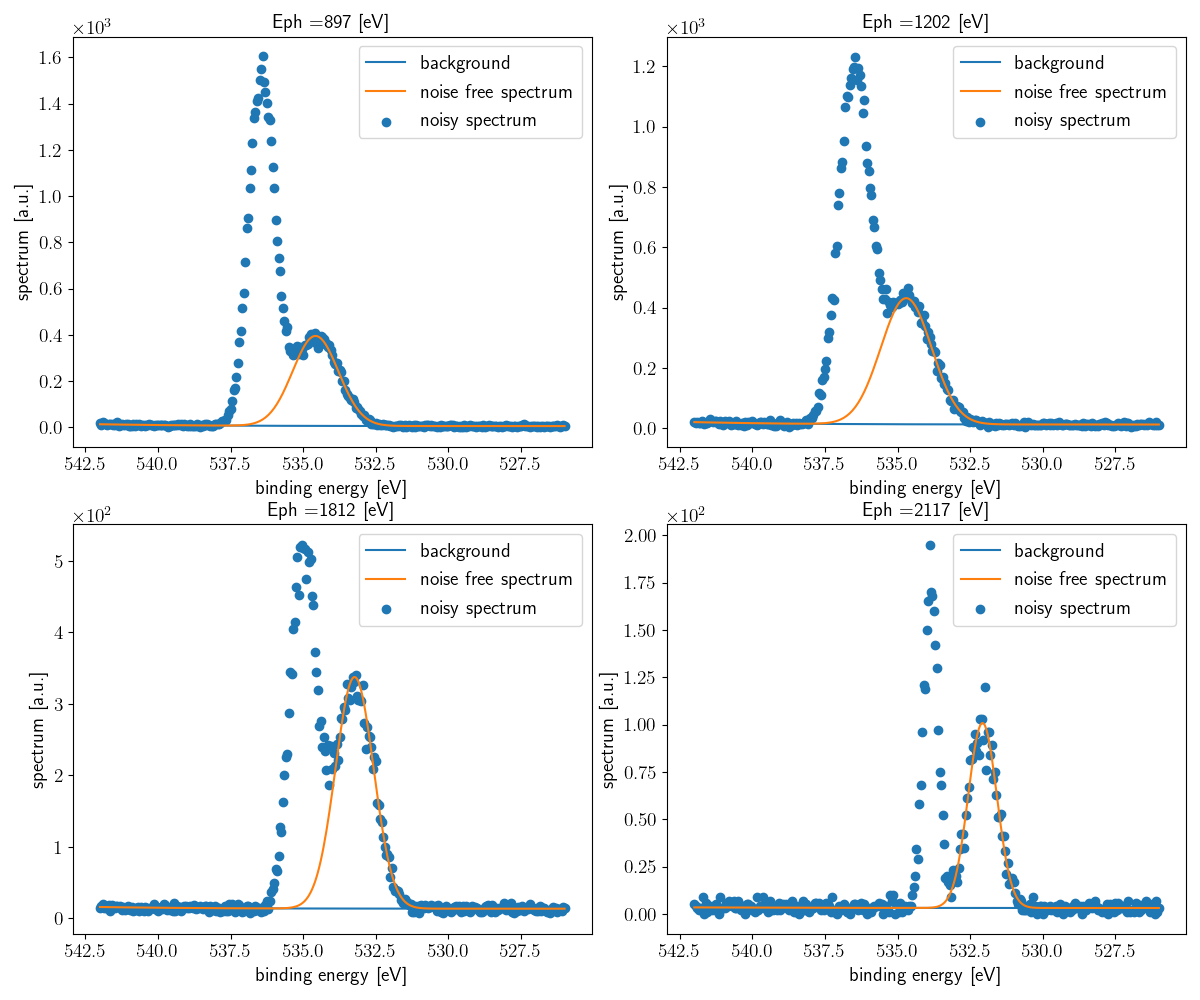 Eph =897 [eV]
×10³
1.6
1.4
1.2
1.0
0.8
0.6
0.4
0.2
0.0
spectrum [a.u.]
background
noise free spectrum
noisy spectrum
542.5 540.0 537.5 535.0 532.5 530.0 527.5
binding energy [eV]
Eph =1202 [eV]
×10³
1.2
1.0
0.8
0.6
0.4
0.2
0.0
spectrum [a.u.]
background
noise free spectrum
noisy spectrum
542.5 540.0 537.5 535.0 532.5 530.0 527.5
binding energy [eV]
Eph =1812 [eV]
×10²
5
4
3
2
1
0
spectrum [a.u.]
background
noise free spectrum
noisy spectrum
542.5 540.0 537.5 535.0 532.5 530.0 527.5
binding energy [eV]
Eph =2117 [eV]
×10²
2.00
1.75
1.50
1.25
1.00
0.75
0.50
0.25
0.00
spectrum [a.u.]
background
noise free spectrum
noisy spectrum
542.5 540.0 537.5 535.0 532.5 530.0 527.5
binding energy [eV]